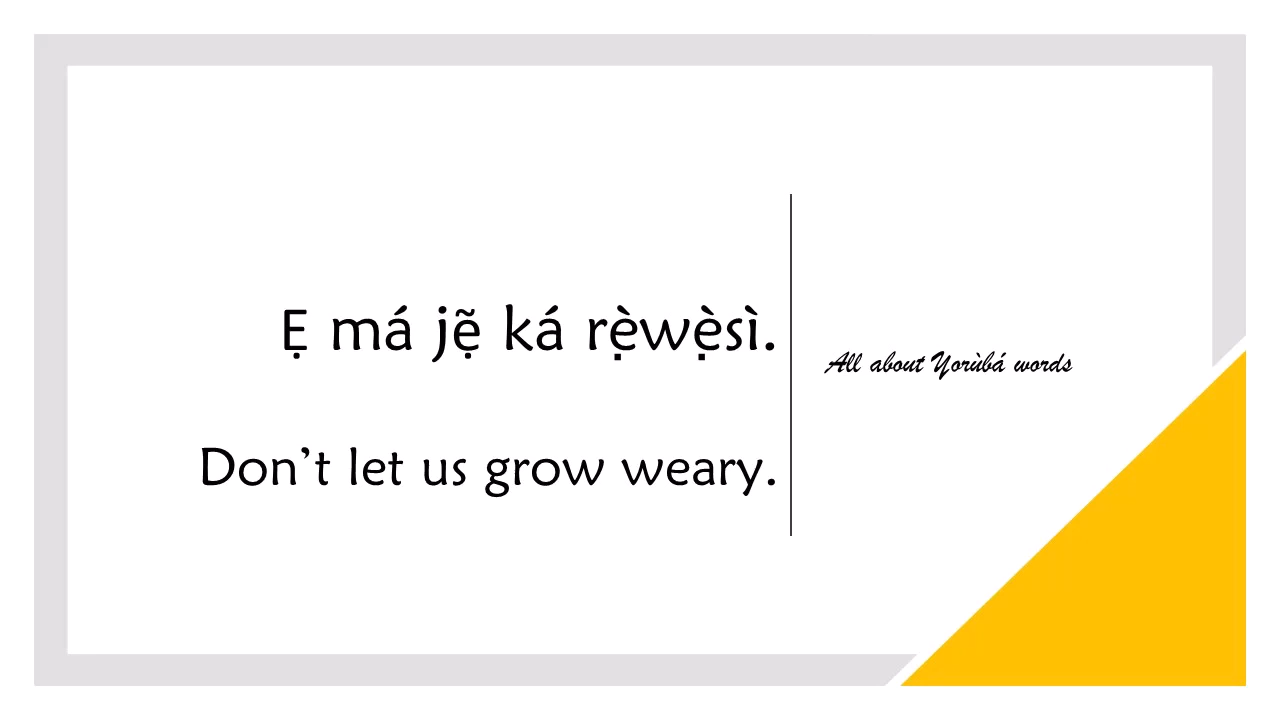 Ẹ má jẹ̃ ká rẹ̀wẹ̀sì.
Don’t let us grow weary.
All about Yorùbá words